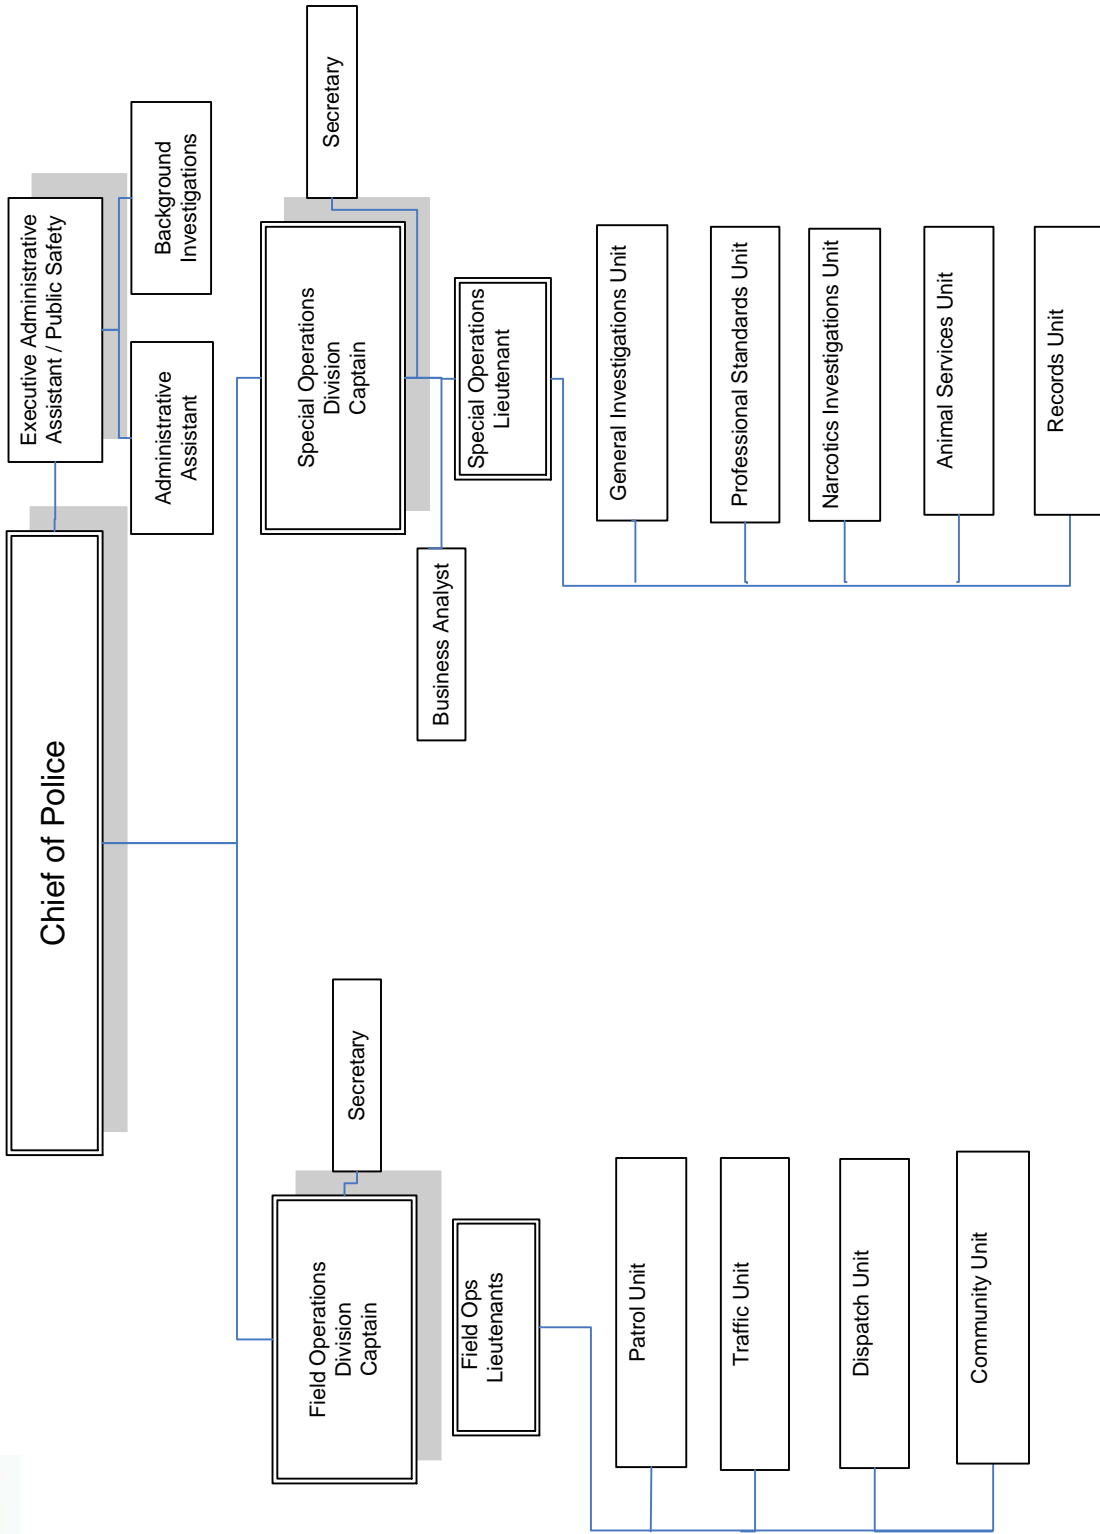 Chief of Police
Executive Administrative
Assistant / Public Safety
Administrative
Assistant
Background
Investigations
Field Operations
Division
Captain
Secretary
Special Operations
Division
Captain
Secretary
Business Analyst
Field Ops
Lieutenants
Special Operations
Lieutenant
Patrol Unit
Traffic Unit
Dispatch Unit
Community Unit
General Investigations Unit
Professional Standards Unit
Narcotics Investigations Unit
Animal Services Unit
Records Unit